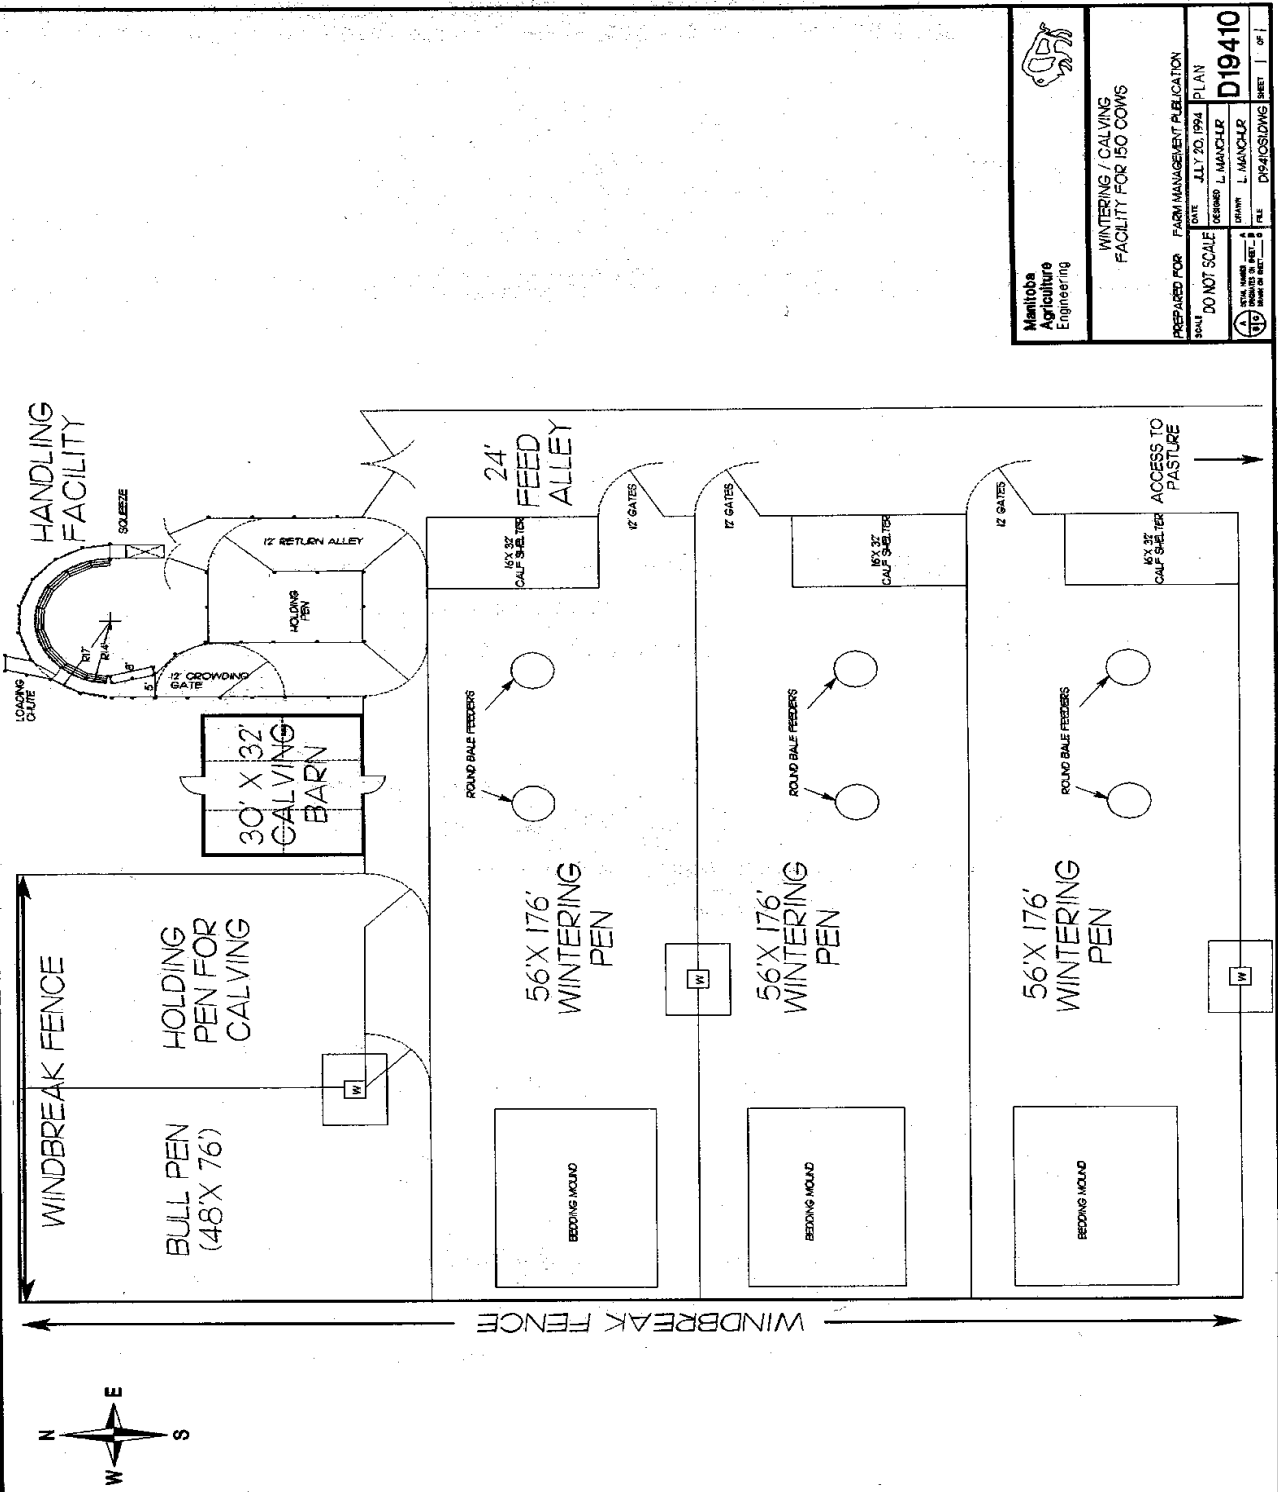 HANDLING
FACILITY
SQUEEZE
LOADING
CHUTE
R17'
R14'
8'
5'
12' CROWDING
GATE
HOLDING
PEN
12' RETURN ALLEY
30' X 32'
CALVING
BARN
24'
FEED
ALLEY
WINDBREAK FENCE
HOLDING
PEN FOR
CALVING
BULL PEN
(48'X 76')
W
16'X 32'
CALF SHELTER
12' GATES
ROUND BALE FEEDERS
56'X 176'
WINTERING
PEN
BEDDING MOUND
W
12' GATES
16'X 32'
CALF SHELTER
ROUND BALE FEEDERS
56'X 176'
WINTERING
PEN
BEDDING MOUND
12' GATES
16'X 32'
CALF SHELTER
ROUND BALE FEEDERS
56'X 176'
WINTERING
PEN
W
BEDDING MOUND
ACCESS TO
PASTURE
WINDBREAK FENCE
N
E
S
W
Manitoba
Agriculture
Engineering
WINTERING / CALVING
FACILITY FOR 150 COWS
PREPARED FOR FARM MANAGEMENT PUBLICATION
SCALE
DO NOT SCALE
DATE JULY 20, 1994
DESIGNED L. MANCHUR
DRAWN L. MANCHUR
FILE D19410S1.DWG
PLAN
D19410
SHEET 1 OF 1